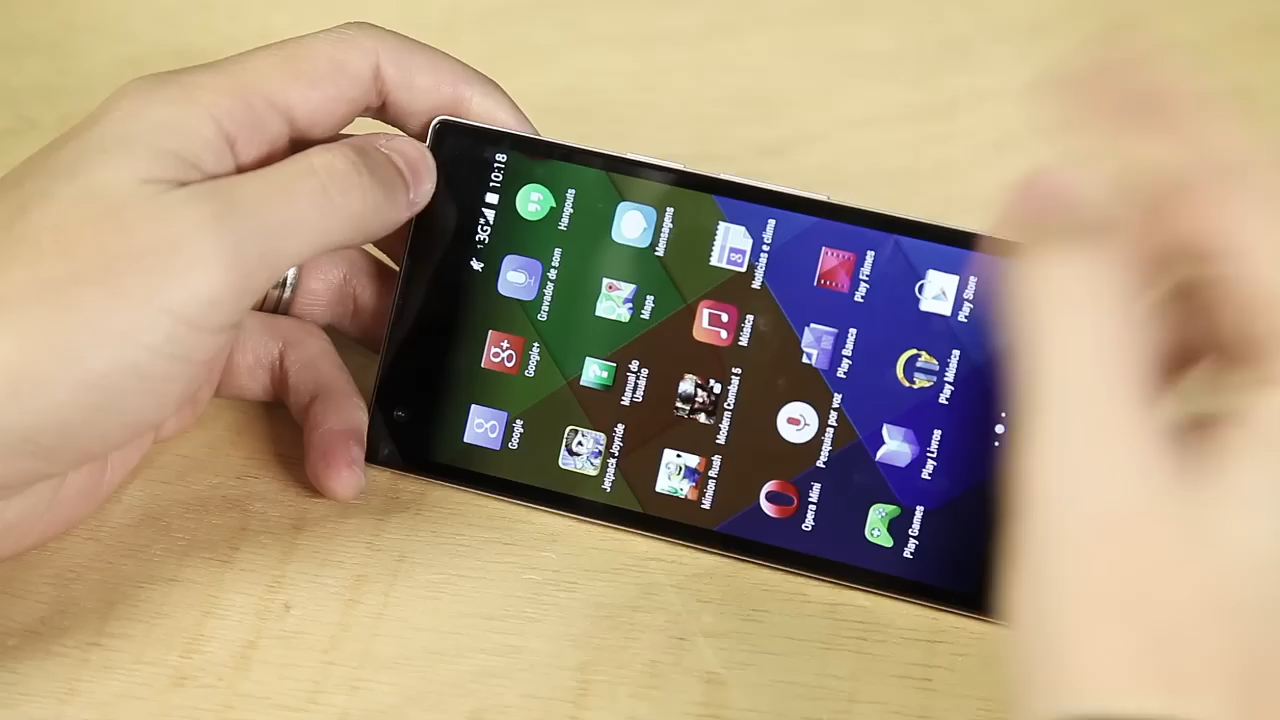 3G H 10:18
Google
Google+
Gravador de som
Hangouts
Jetpack Joyride
Manual do
Usuário
Maps
Mensagens
Minion Rush
Modern Combat 5
Música
Notícias e clima
Opera Mini
Pesquisa por voz
Play Banca
Play Filmes
Play Games
Play Livros
Play Música
Play Store